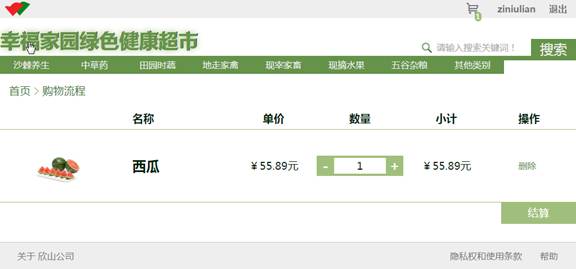 1 ziniulian 退出
幸福家园绿色健康超市
请输入搜索关键词！ 搜索
沙棘养生 中草药 田园时蔬 地走家禽 现宰家畜 现摘水果 五谷杂粮 其他类别
首页 > 购物流程
名称 单价 数量 小计 操作
西瓜 ￥55.89元 - 1 + ￥55.89元 删除
结算
关于 欣山公司 隐私权和使用条款 帮助